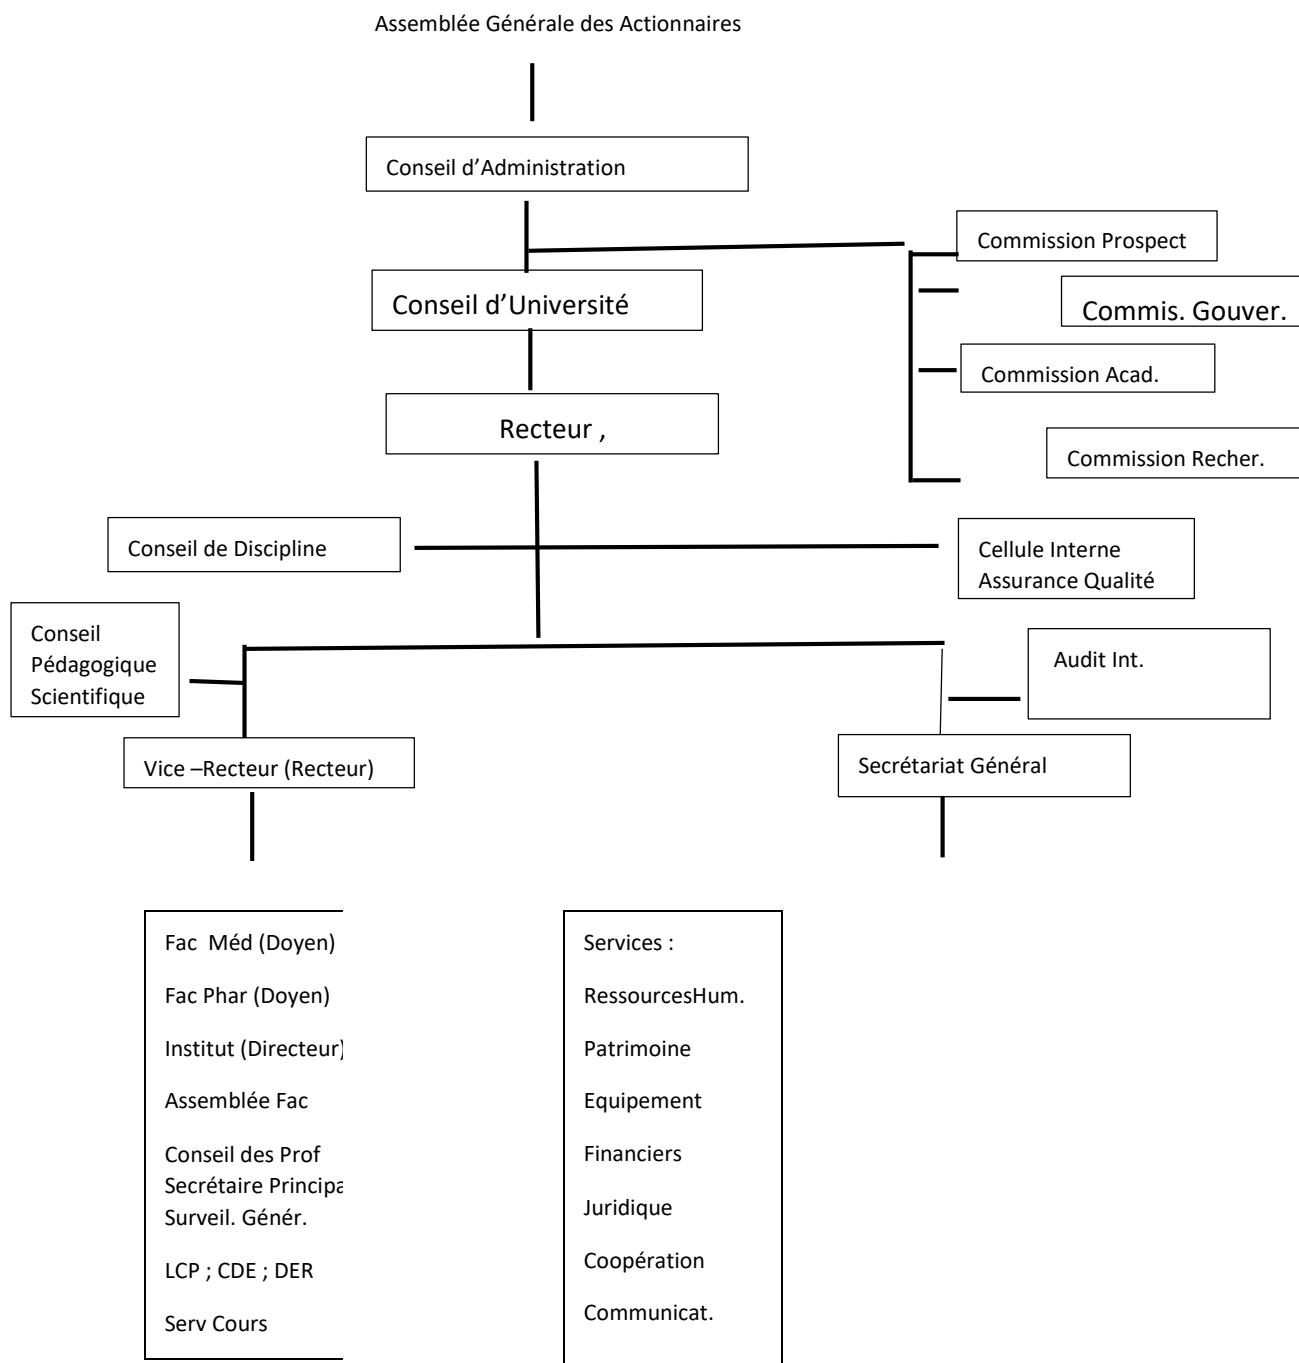 Assemblée Générale des Actionnaires
Conseil d’Administration
Commission Prospect
Conseil d’Université
Commis. Gouver.
Commission Acad.
Recteur ,
Commission Recher.
Conseil de Discipline
Cellule Interne
Assurance Qualité
Conseil
Pédagogique
Scientifique
Audit Int.
Vice –Recteur (Recteur)
Secrétariat Général
Fac  Méd (Doyen)
Fac Phar (Doyen)
Institut (Directeur)
Assemblée Fac
Conseil des Prof
Secrétaire Principa
Surveil. Génér.
LCP ; CDE ; DER
Serv Cours
Services :
RessourcesHum.
Patrimoine
Equipement
Financiers
Juridique
Coopération
Communicat.